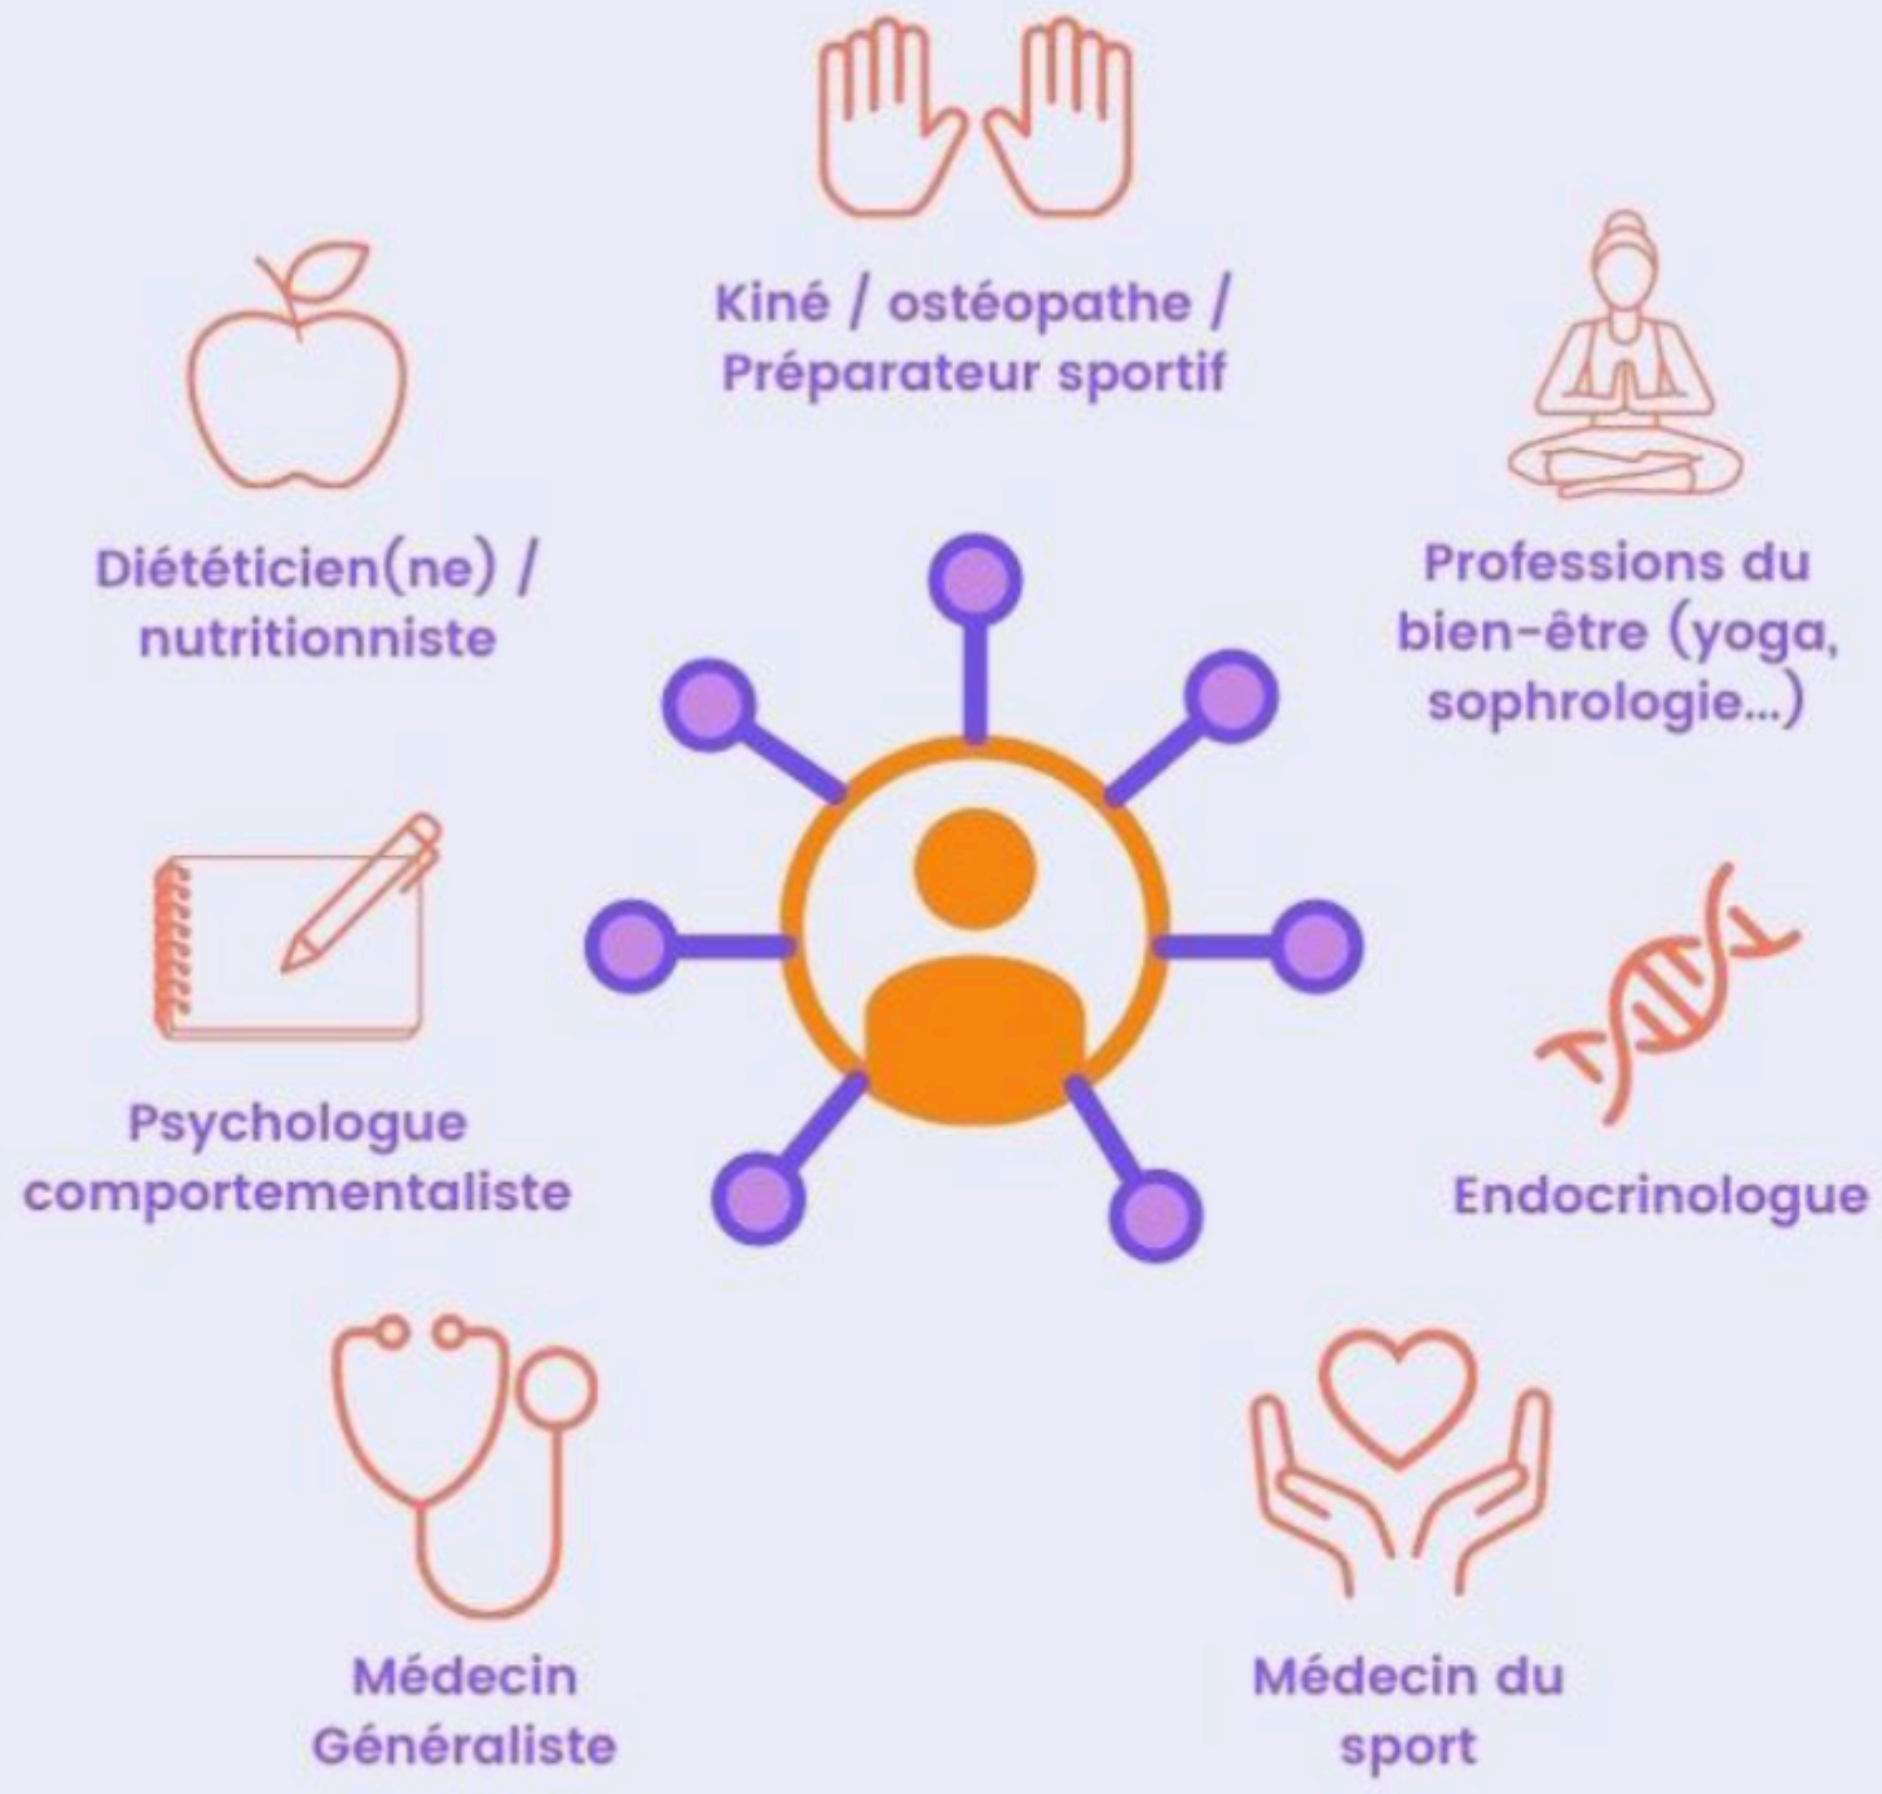 Kiné / ostéopathe /
Préparateur sportif
Diététicien(ne) /
nutritionniste
Professions du
bien-être (yoga,
sophrologie...)
Psychologue
comportementaliste
Endocrinologue
Médecin
Généraliste
Médecin du
sport